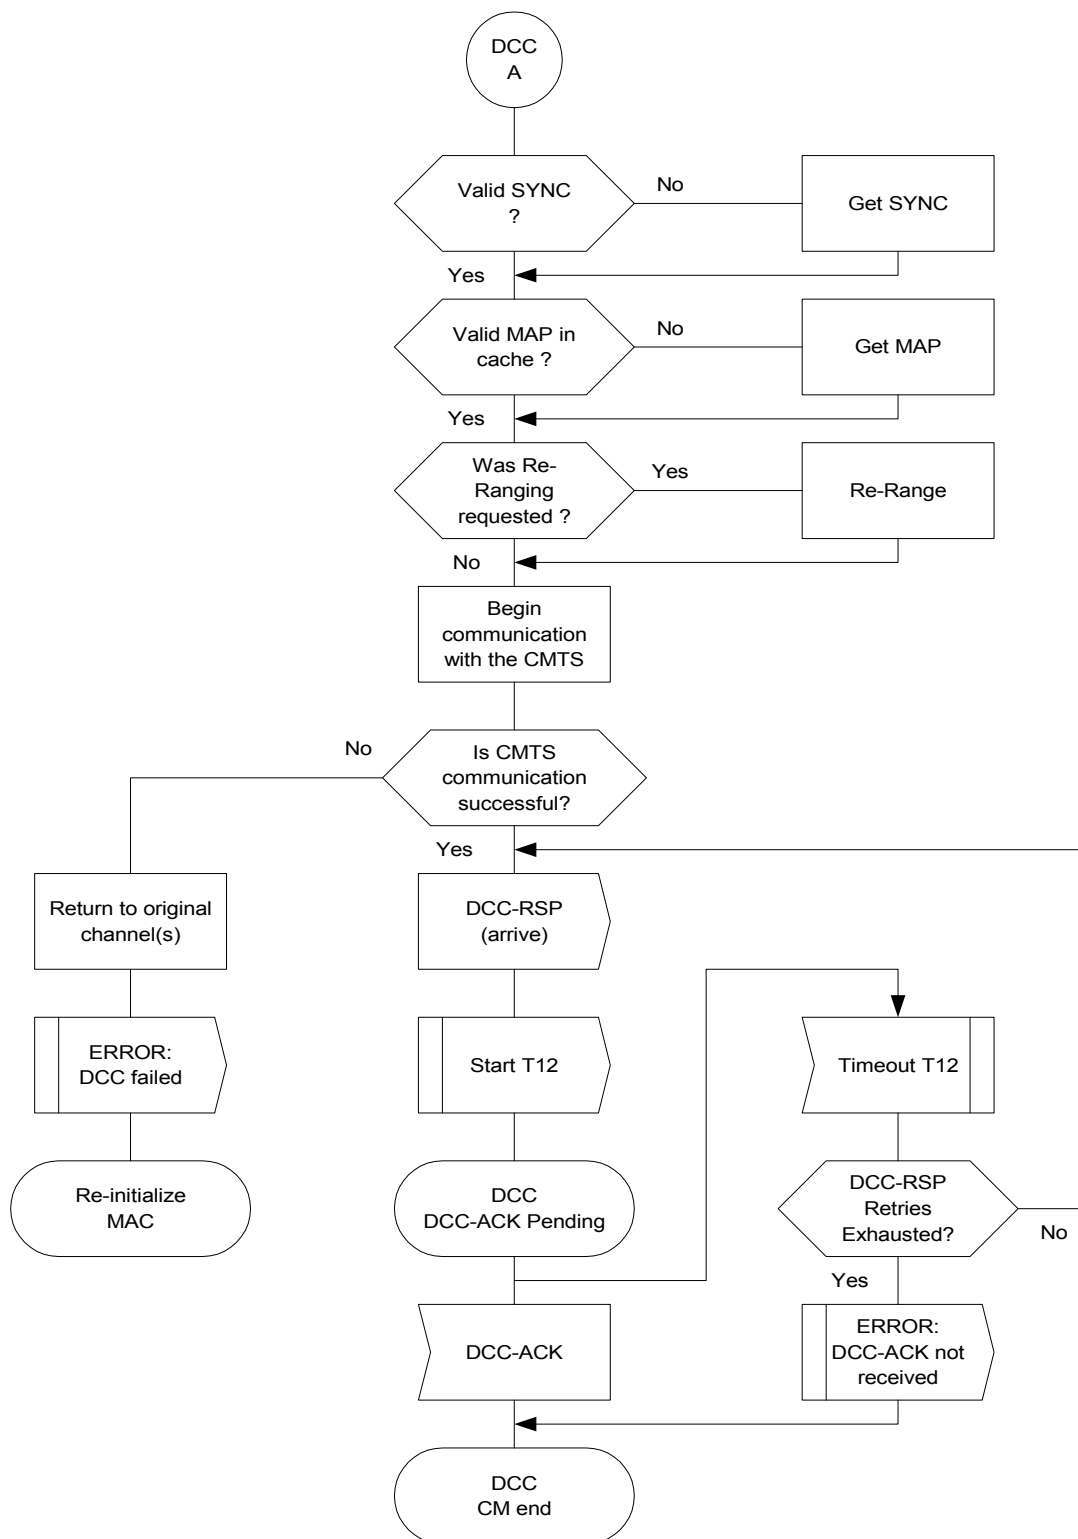 DCC
A
Valid SYNC
?
No
Get SYNC
Yes
Valid MAP in
cache ?
No
Get MAP
Yes
Was Re-
Ranging
requested ?
Yes
Re-Range
No
Begin
communication
with the CMTS
No
Is CMTS
communication
successful?
Yes
Return to original
channel(s)
DCC-RSP
(arrive)
ERROR:
DCC failed
Start T12
Timeout T12
Re-initialize
MAC
DCC
DCC-ACK Pending
DCC-RSP
Retries
Exhausted?
No
Yes
DCC-ACK
ERROR:
DCC-ACK not
received
DCC
CM end